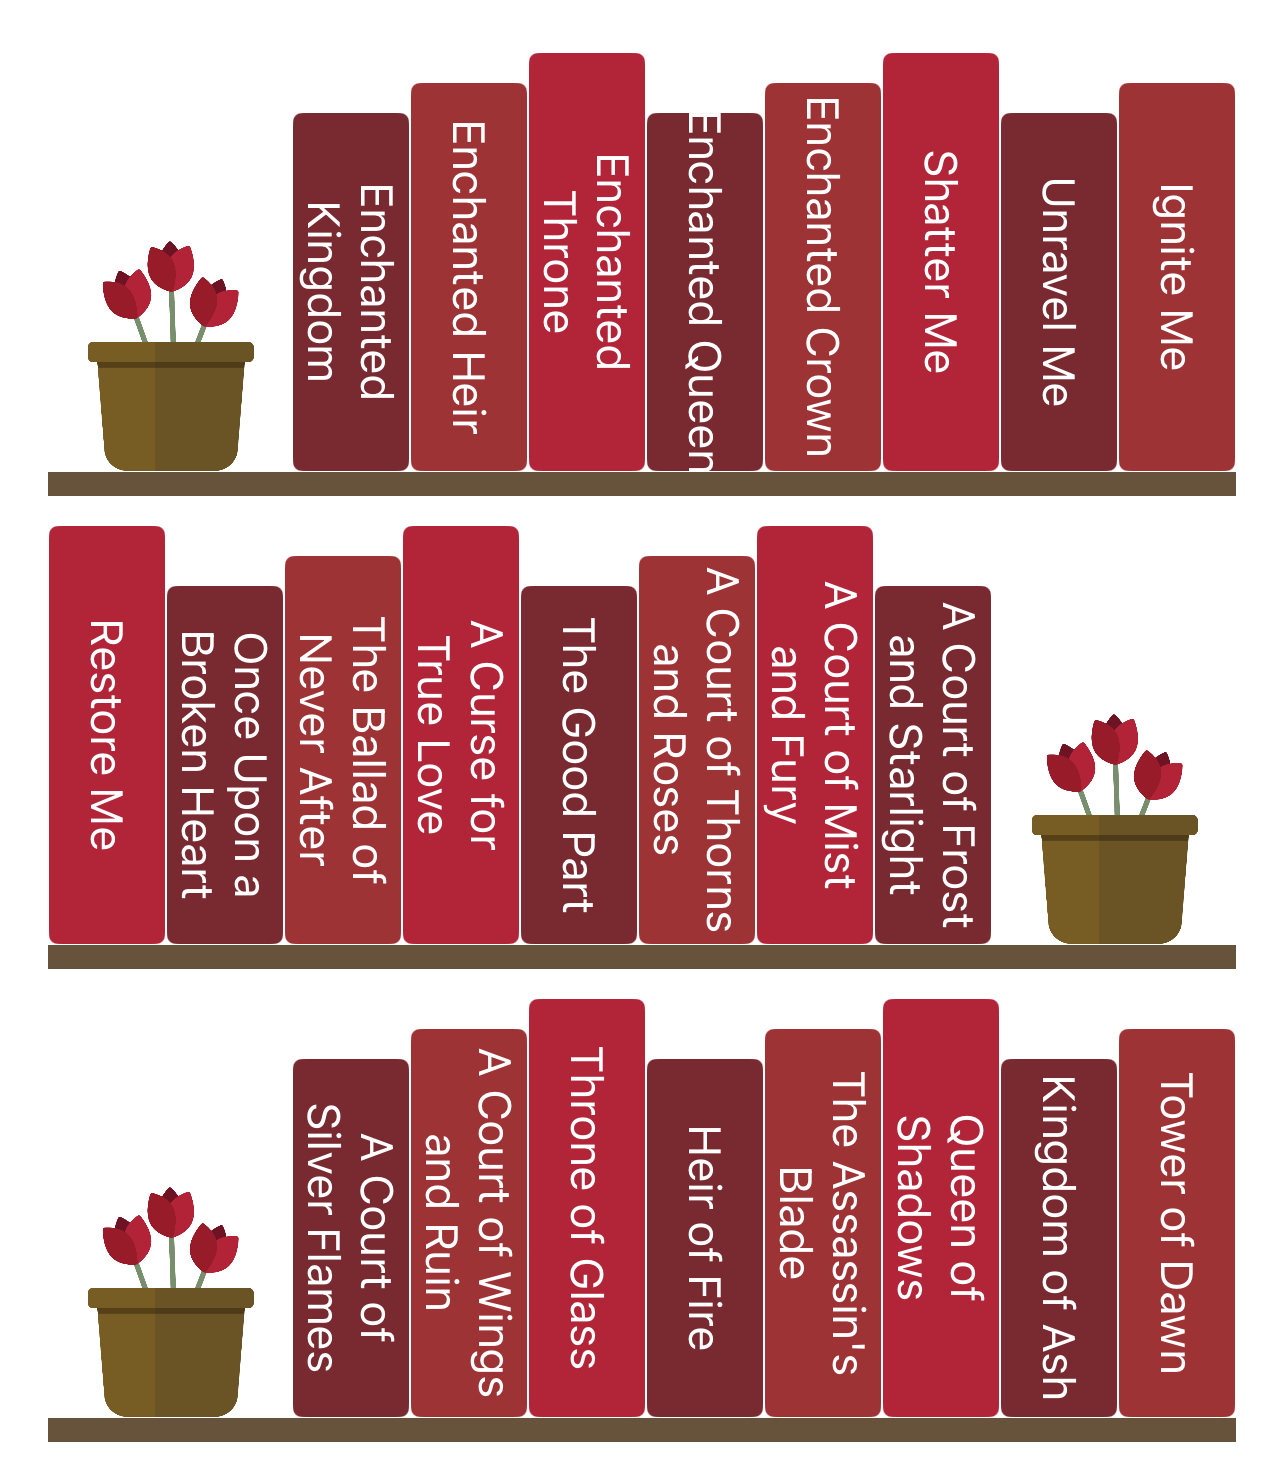 Enchanted
Kingdom
Enchanted Heir
Enchanted
Throne
Enchanted Queen
Enchanted Crown
Shatter Me
Unravel Me
Ignite Me
Restore Me
Once Upon a
Broken Heart
The Ballad of
Never After
A Curse for
True Love
The Good Part
A Court of Thorns
and Roses
A Court of Mist
and Fury
A Court of Frost
and Starlight
A Court of
Silver Flames
A Court of Wings
and Ruin
Throne of Glass
Heir of Fire
The Assassin's
Blade
Queen of
Shadows
Kingdom of Ash
Tower of Dawn